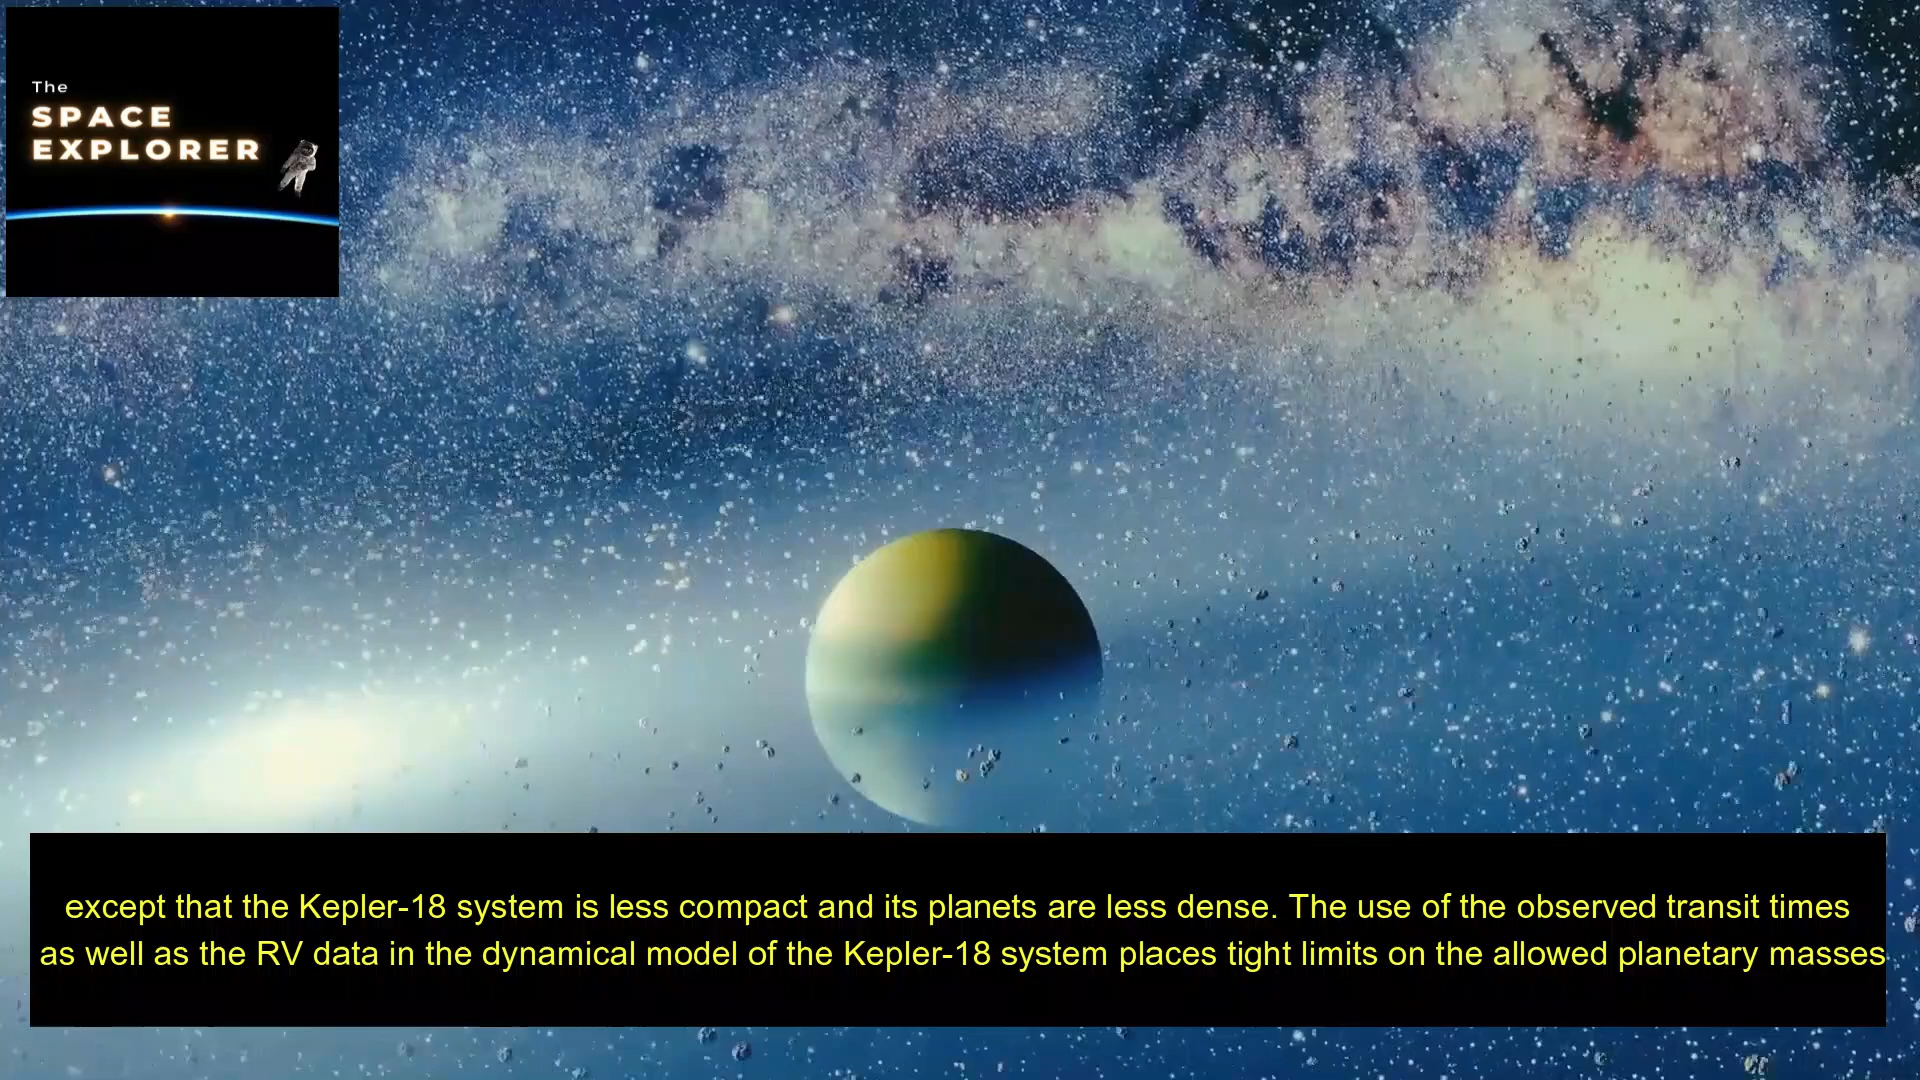 The
SPACE
EXPLORER
except that the Kepler-18 system is less compact and its planets are less dense. The use of the observed transit times
as well as the RV data in the dynamical model of the Kepler-18 system places tight limits on the allowed planetary masses